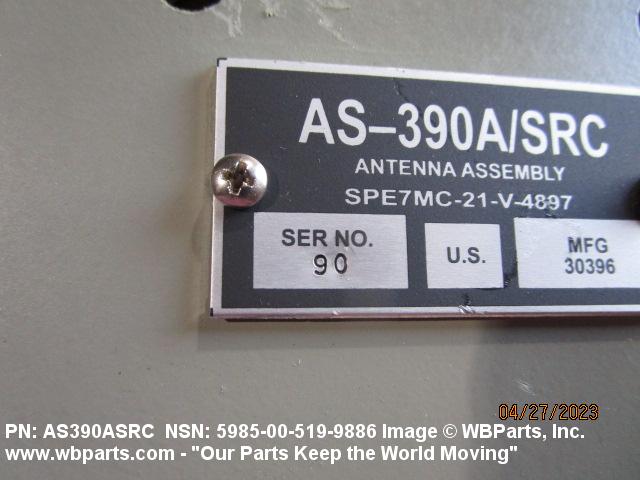 AS–390A/SRC
ANTENNA ASSEMBLY
SPE7MC-21-V-4897
SER NO.
90
U.S.
MFG
30396
04/27/2023
PN: AS390ASRC NSN: 5985-00-519-9886 Image © WBParts, Inc.
www.wbparts.com - "Our Parts Keep the World Moving"